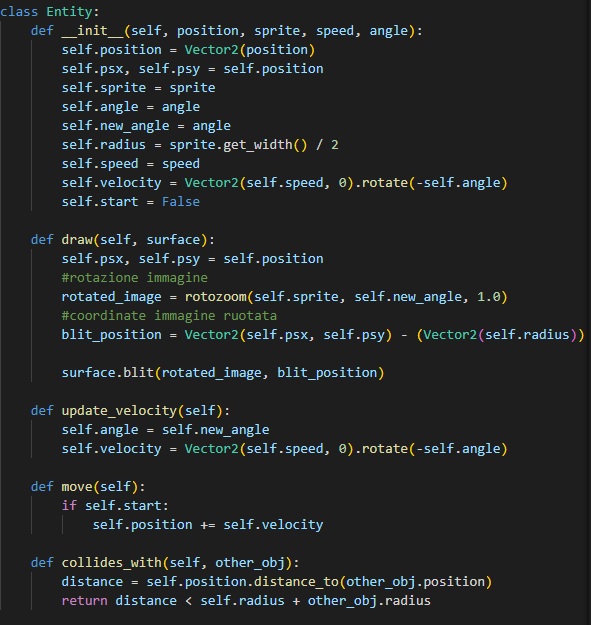 class Entity:
    def __init__(self, position, sprite, speed, angle):
        self.position = Vector2(position)
        self.psx, self.psy = self.position
        self.sprite = sprite
        self.angle = angle
        self.new_angle = angle
        self.radius = sprite.get_width() / 2
        self.speed = speed
        self.velocity = Vector2(self.speed, 0).rotate(-self.angle)
        self.start = False

    def draw(self, surface):
        self.psx, self.psy = self.position
        #rotazione immagine
        rotated_image = rotozoom(self.sprite, self.new_angle, 1.0)
        #coordinate immagine ruotata
        blit_position = Vector2(self.psx, self.psy) - (Vector2(self.radius))

        surface.blit(rotated_image, blit_position)

    def update_velocity(self):
        self.angle = self.new_angle
        self.velocity = Vector2(self.speed, 0).rotate(-self.angle)

    def move(self):
        if self.start:
            self.position += self.velocity

    def collides_with(self, other_obj):
        distance = self.position.distance_to(other_obj.position)
        return distance < self.radius + other_obj.radius